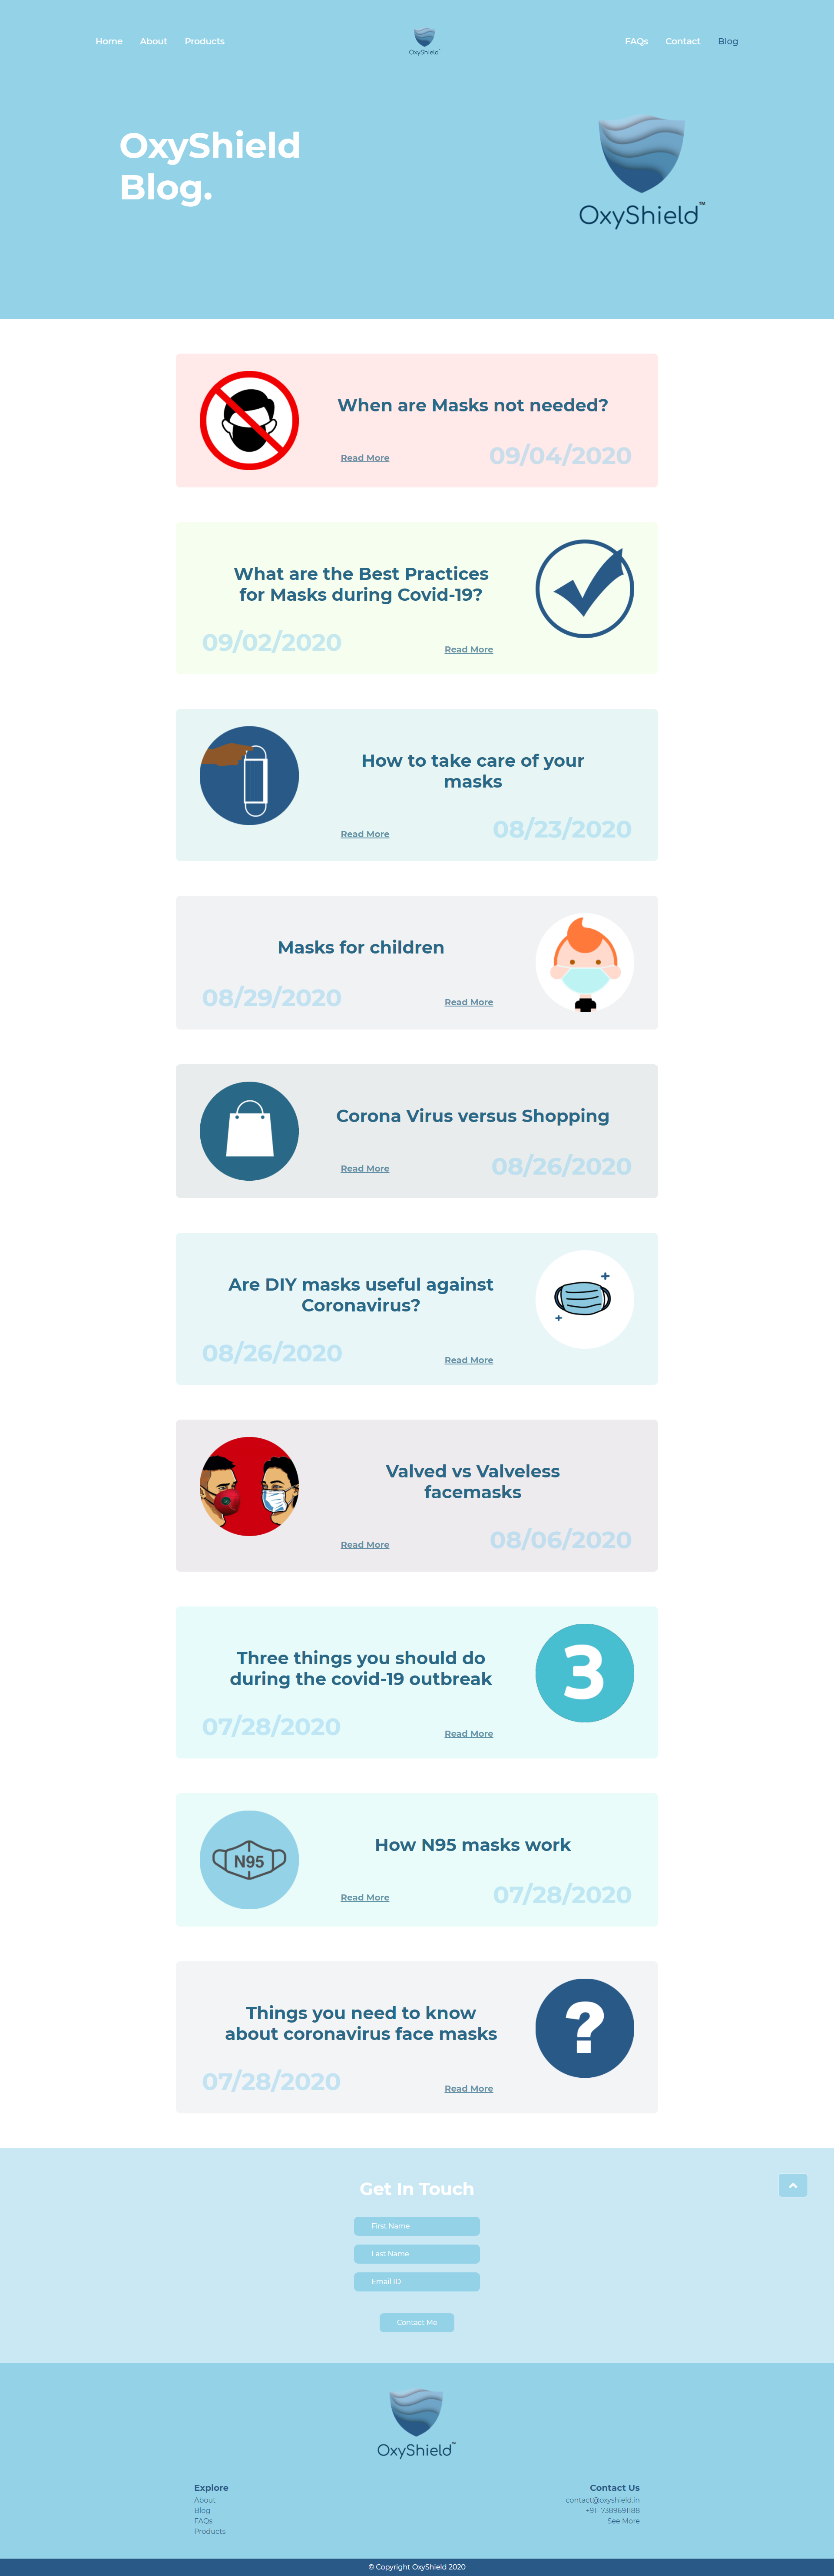 Home About Products OxyShield FAQs Contact Blog
OxyShield
Blog.
OxyShield™
When are Masks not needed?
Read More 09/04/2020
What are the Best Practices
for Masks during Covid-19?
09/02/2020 Read More
How to take care of your
masks
Read More 08/23/2020
Masks for children
08/29/2020 Read More
Corona Virus versus Shopping
Read More 08/26/2020
Are DIY masks useful against
Coronavirus?
08/26/2020 Read More
Valved vs Valveless
facemasks
Read More 08/06/2020
3
Three things you should do
during the covid-19 outbreak
07/28/2020 Read More
N95
How N95 masks work
Read More 07/28/2020
?
Things you need to know
about coronavirus face masks
07/28/2020 Read More
Get In Touch
First Name
Last Name
Email ID
Contact Me
OxyShield™
Explore
About
Blog
FAQs
Products
Contact Us
contact@oxyshield.in
+91- 7389691188
See More
© Copyright OxyShield 2020